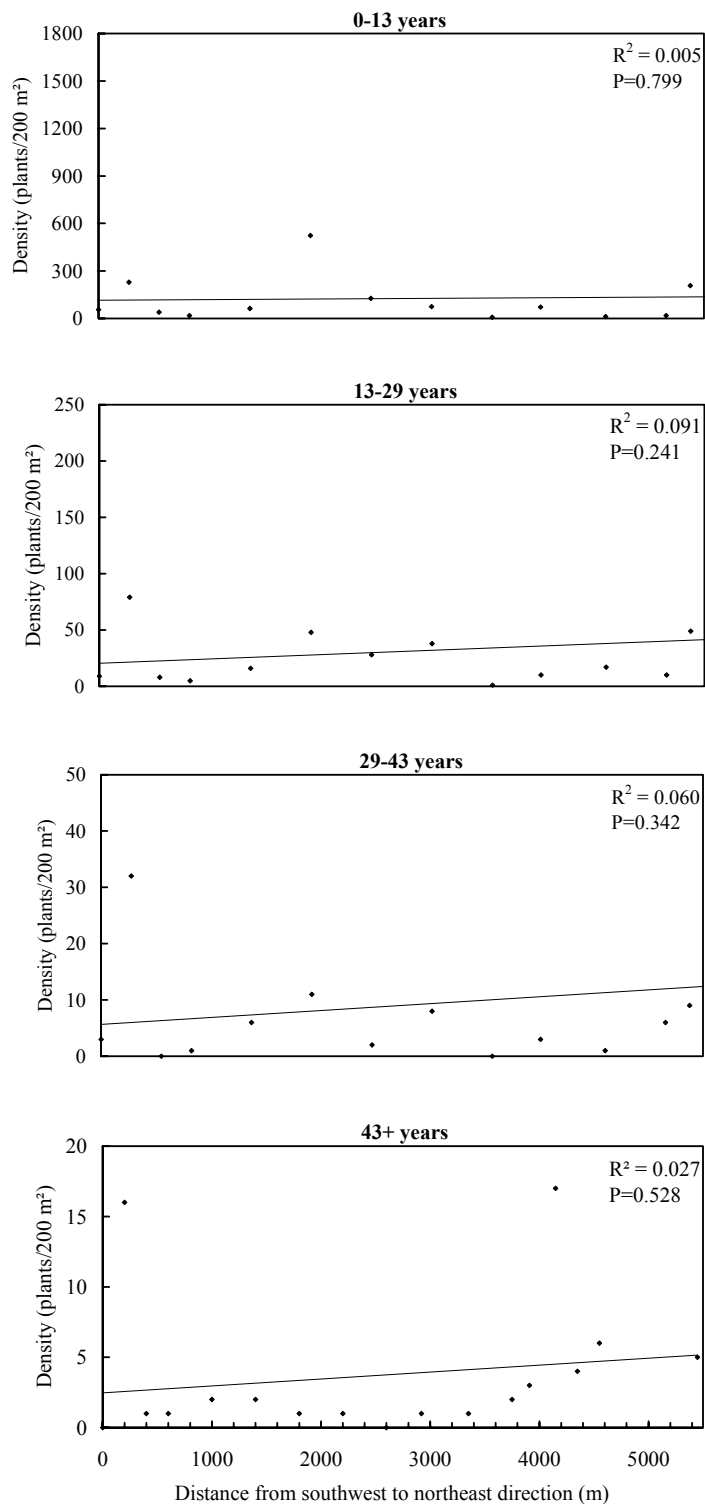 0-13 years
1800
1500
1200
900
600
300
0
Density (plants/200 m²)
R² = 0.005
P=0.799
13-29 years
250
200
150
100
50
0
Density (plants/200 m²)
R² = 0.091
P=0.241
29-43 years
50
40
30
20
10
0
Density (plants/200 m²)
R² = 0.060
P=0.342
43+ years
20
15
10
5
0
Density (plants/200 m²)
R² = 0.027
P=0.528
0 1000 2000 3000 4000 5000
Distance from southwest to northeast direction (m)